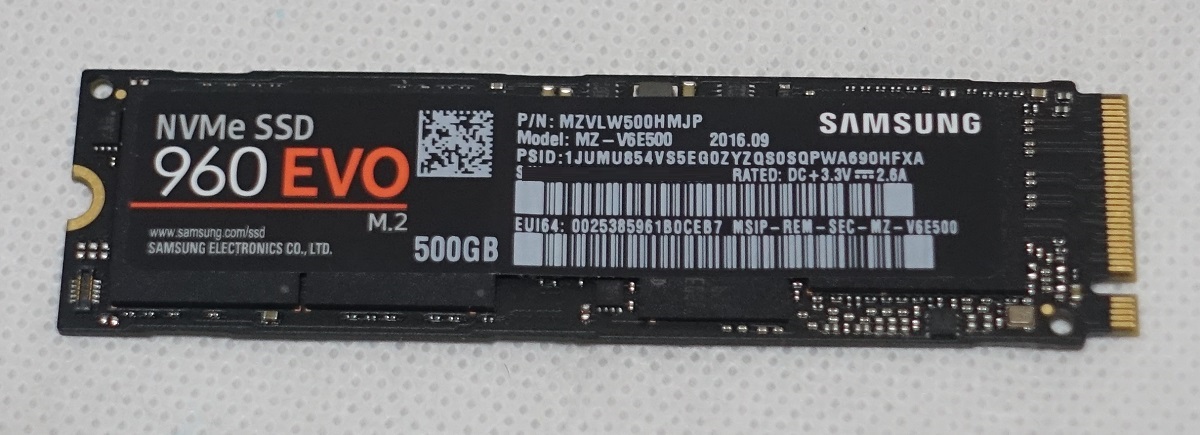 NVMe SSD
960 EVO
M.2
www.samsung.com/ssd
SAMSUNG ELECTRONICS CO., LTD.
500GB
P/N: MZVLW500HMJP
Model: MZ-V6E500 2016.09
SAMSUNG
PSID:1JUMU854VS5EG0ZYZQS0SQPWA690HFXA
RATED: DC+3.3V⎓2.6A
EUI64: 0025385961B0CEB7 MSIP-REM-SEC-MZ-V6E500